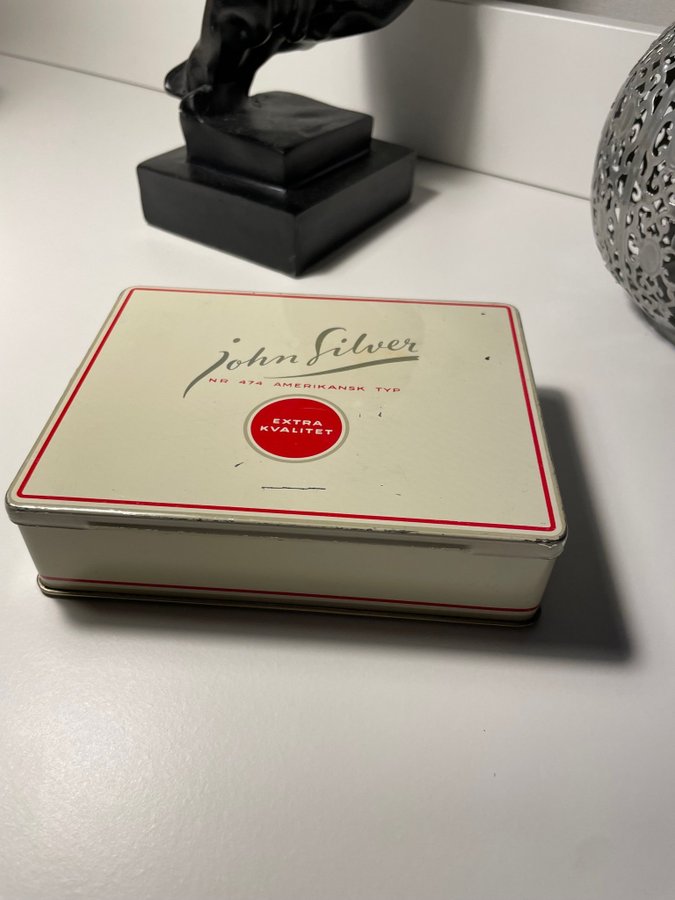 John Silver
NR 474 AMERIKANSK TYP
EXTRA
KVALITET